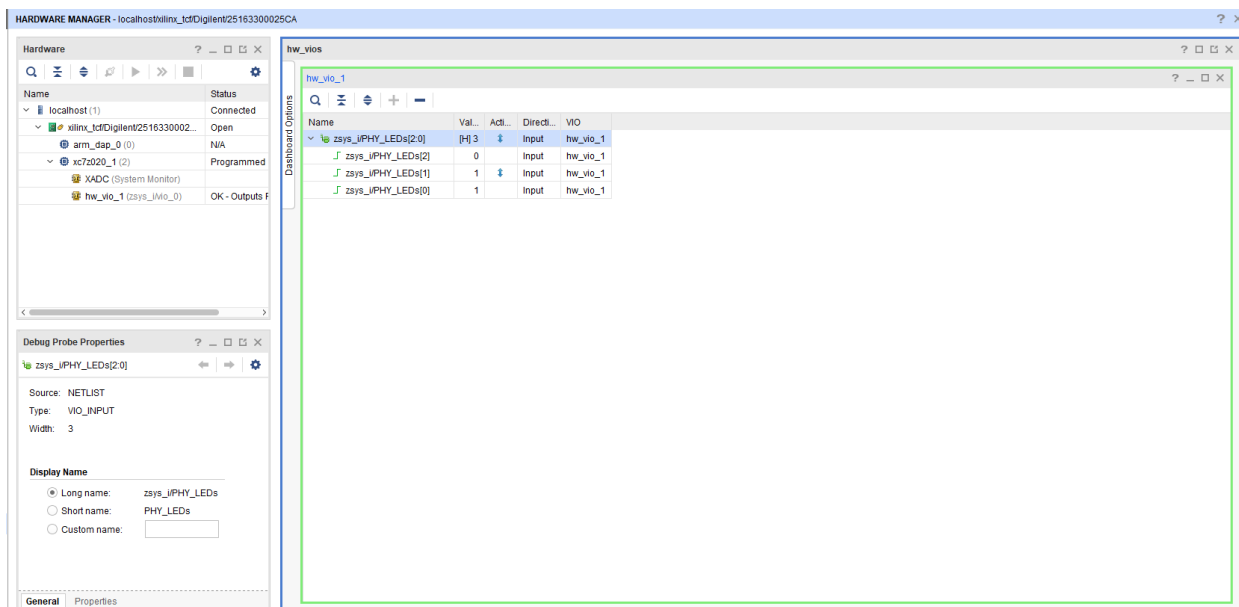 HARDWARE MANAGER - localhost/xilinx_tcf/Digilent/25163300025CA
Hardware
Name Status
localhost (1) Connected
xilinx_tcf/Digilent/2516330002... Open
arm_dap_0 (0) N/A
xc7z020_1 (2) Programmed
XADC (System Monitor)
hw_vio_1 (zsys_i/vio_0) OK - Outputs F
Debug Probe Properties
zsys_i/PHY_LEDs[2:0]
Source: NETLIST
Type: VIO_INPUT
Width: 3
Display Name
Long name: zsys_i/PHY_LEDs
Short name: PHY_LEDs
Custom name:
General Properties
hw_vios
Dashboard Options
hw_vio_1
Name Val... Acti... Directi... VIO
zsys_i/PHY_LEDs[2:0] [H] 3 Input hw_vio_1
zsys_i/PHY_LEDs[2] 0 Input hw_vio_1
zsys_i/PHY_LEDs[1] 1 Input hw_vio_1
zsys_i/PHY_LEDs[0] 1 Input hw_vio_1